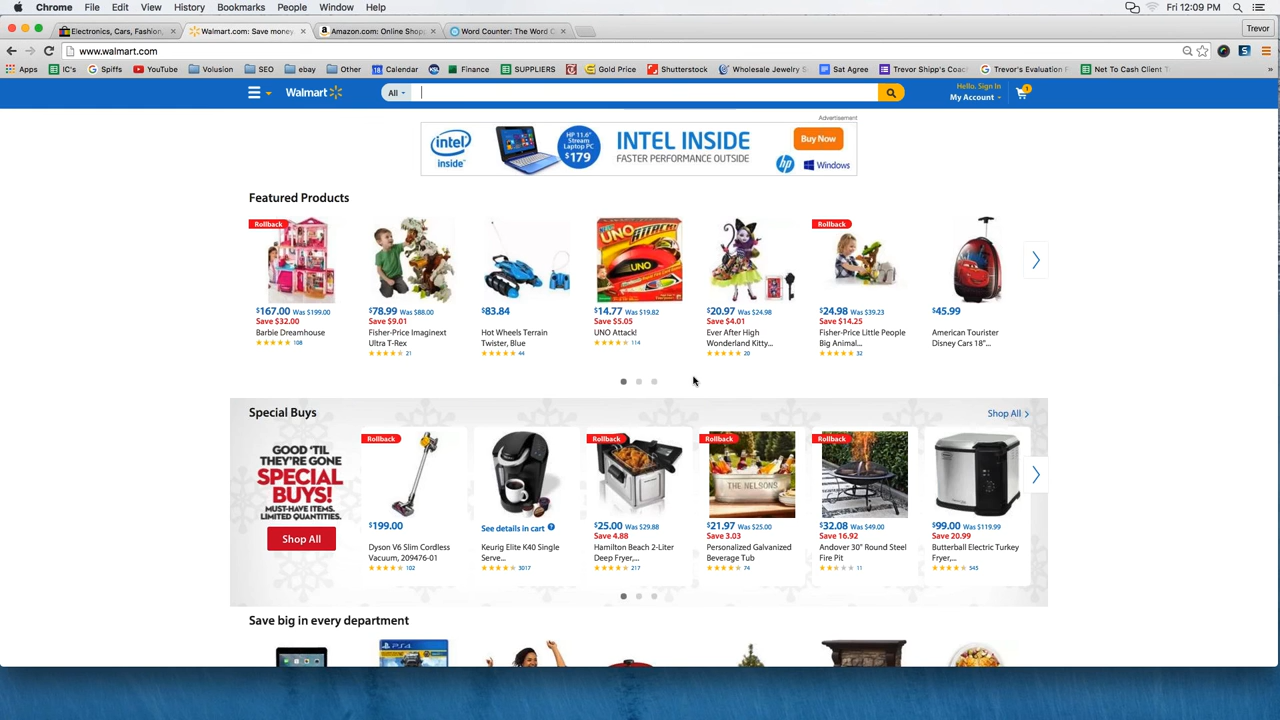 Chrome File Edit View History Bookmarks People Window Help Fri 12:09 PM
Electronics, Cars, Fashion, Walmart.com: Save money. Amazon.com: Online Shop Word Counter: The Word C Trevor
www.walmart.com
Apps IC's Spiffs YouTube Volusion SEO ebay Other Calendar Finance SUPPLIERS Gold Price Shutterstock Wholesale Jewelry S Sat Agree Trevor Shipp's Coac Trevor's Evaluation F Net To Cash Client T »
Walmart All Hello. Sign In
My Account 1
Advertisement
intel inside HP 11.6" Stream Laptop PC $179 INTEL INSIDE Buy Now
FASTER PERFORMANCE OUTSIDE hp Windows
Featured Products
Rollback Rollback
UNO ATTACK!
UNO
$167.00 Was $199.00 $78.99 Was $88.00 $83.84 $14.77 Was $19.82 $20.97 Was $24.98 $24.98 Was $39.23 $45.99
Save $32.00 Save $9.01 Save $5.05 Save $4.01 Save $14.25
Barbie Dreamhouse Fisher-Price Imaginext Hot Wheels Terrain UNO Attack! Ever After High Fisher-Price Little People American Tourister
108 Ultra T-Rex Twister, Blue 114 Wonderland Kitty... Big Animal... Disney Cars 18"...
21 44 20 32
Special Buys Shop All
Rollback Rollback Rollback Rollback
GOOD 'TIL
THEY'RE GONE
SPECIAL
BUYS!
MUST-HAVE ITEMS.
LIMITED QUANTITIES.
Shop All
THE NELSONS
$199.00 See details in cart ? $25.00 Was $29.88 $21.97 Was $25.00 $32.08 Was $49.00 $99.00 Was $119.99
Save 4.88 Save 3.03 Save 16.92 Save 20.99
Dyson V6 Slim Cordless Keurig Elite K40 Single Hamilton Beach 2-Liter Personalized Galvanized Andover 30" Round Steel Butterball Electric Turkey
Vacuum, 209476-01 Serve... Deep Fryer,... Beverage Tub Fire Pit Fryer,...
102 3017 217 74 11 545
Save big in every department
PS4